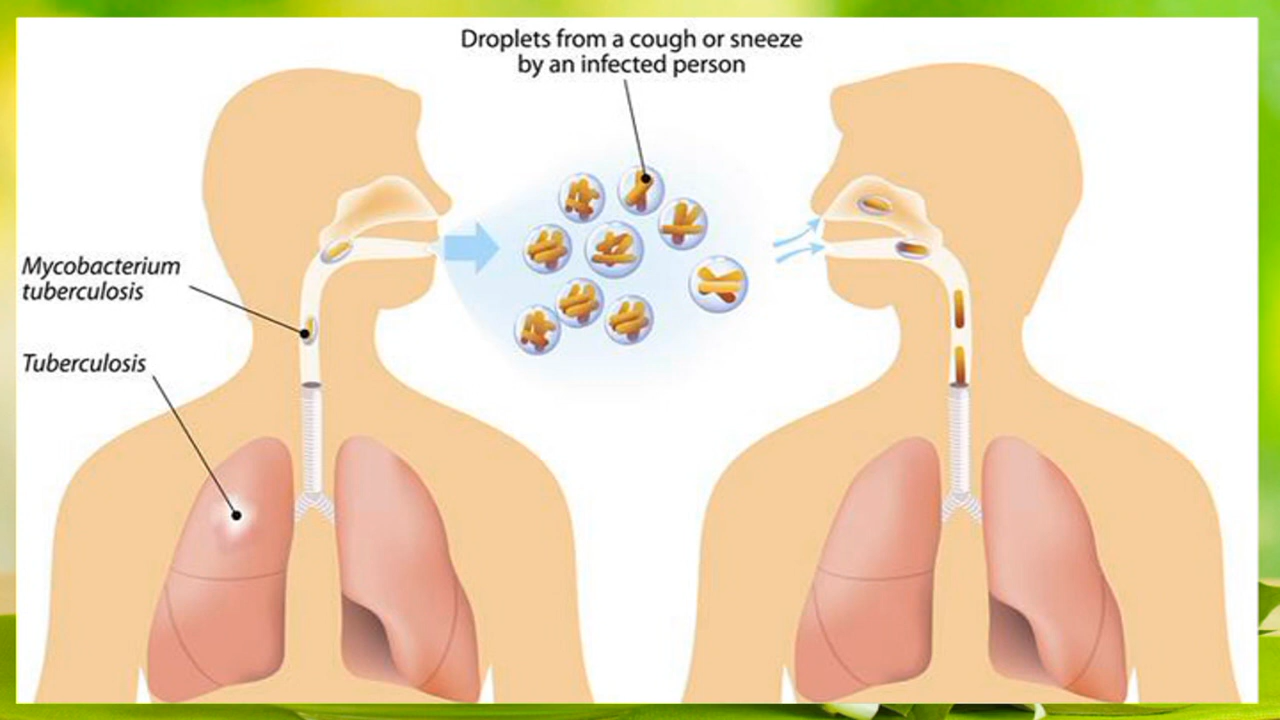 Droplets from a cough or sneeze
by an infected person
Mycobacterium
tuberculosis
Tuberculosis